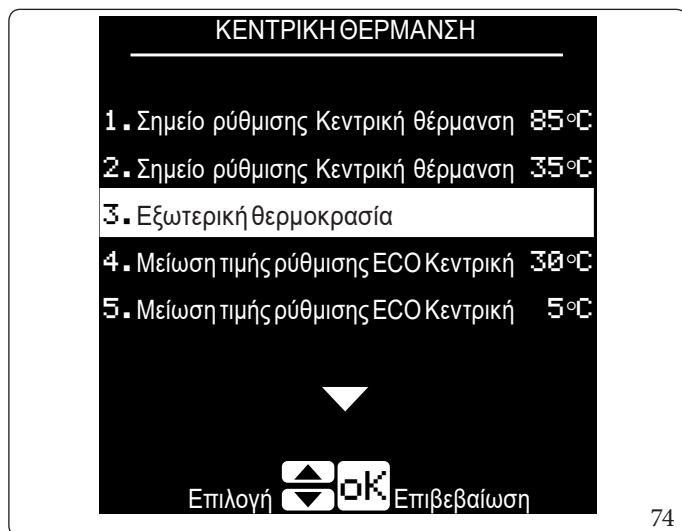 ΚΕΝΤΡΙΚΗ ΘΕΡΜΑΝΣΗ
1. Σημείο ρύθμισης Κεντρική θέρμανση 85°C
2. Σημείο ρύθμισης Κεντρική θέρμανση 35°C
3. Εξωτερική θερμοκρασία
4. Μείωση τιμής ρύθμισης ECO Κεντρική 30°C
5. Μείωση τιμής ρύθμισης ECO Κεντρική 5°C
Επιλογή oK Επιβεβαίωση
74